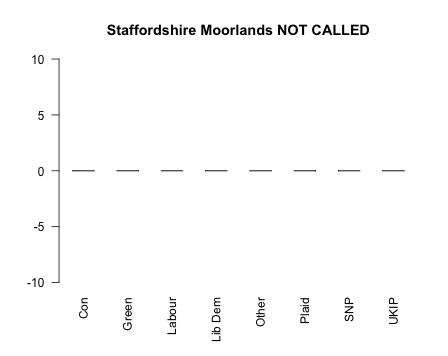 Staffordshire Moorlands NOT CALLED
10
5
0
-5
-10
Con
Green
Labour
Lib Dem
Other
Plaid
SNP
UKIP